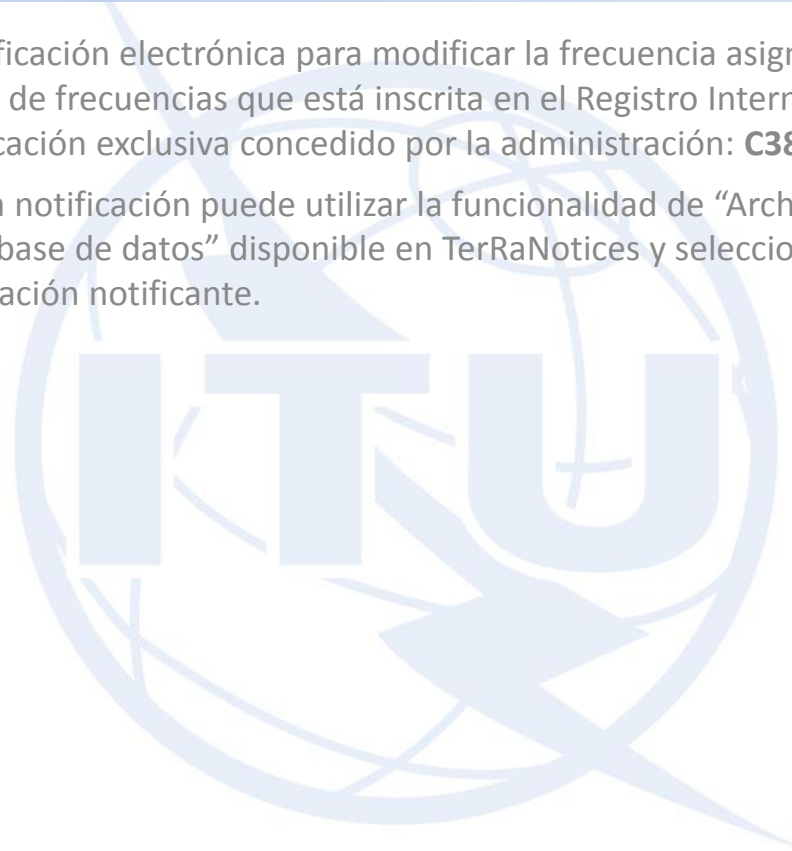 ficación electrónica para modificar la frecuencia asign
de frecuencias que está inscrita en el Registro Intern
cación exclusiva concedido por la administración: C38
n notificación puede utilizar la funcionalidad de “Arch
base de datos” disponible en TerRaNotices y seleccio
ación notificante.
ITU